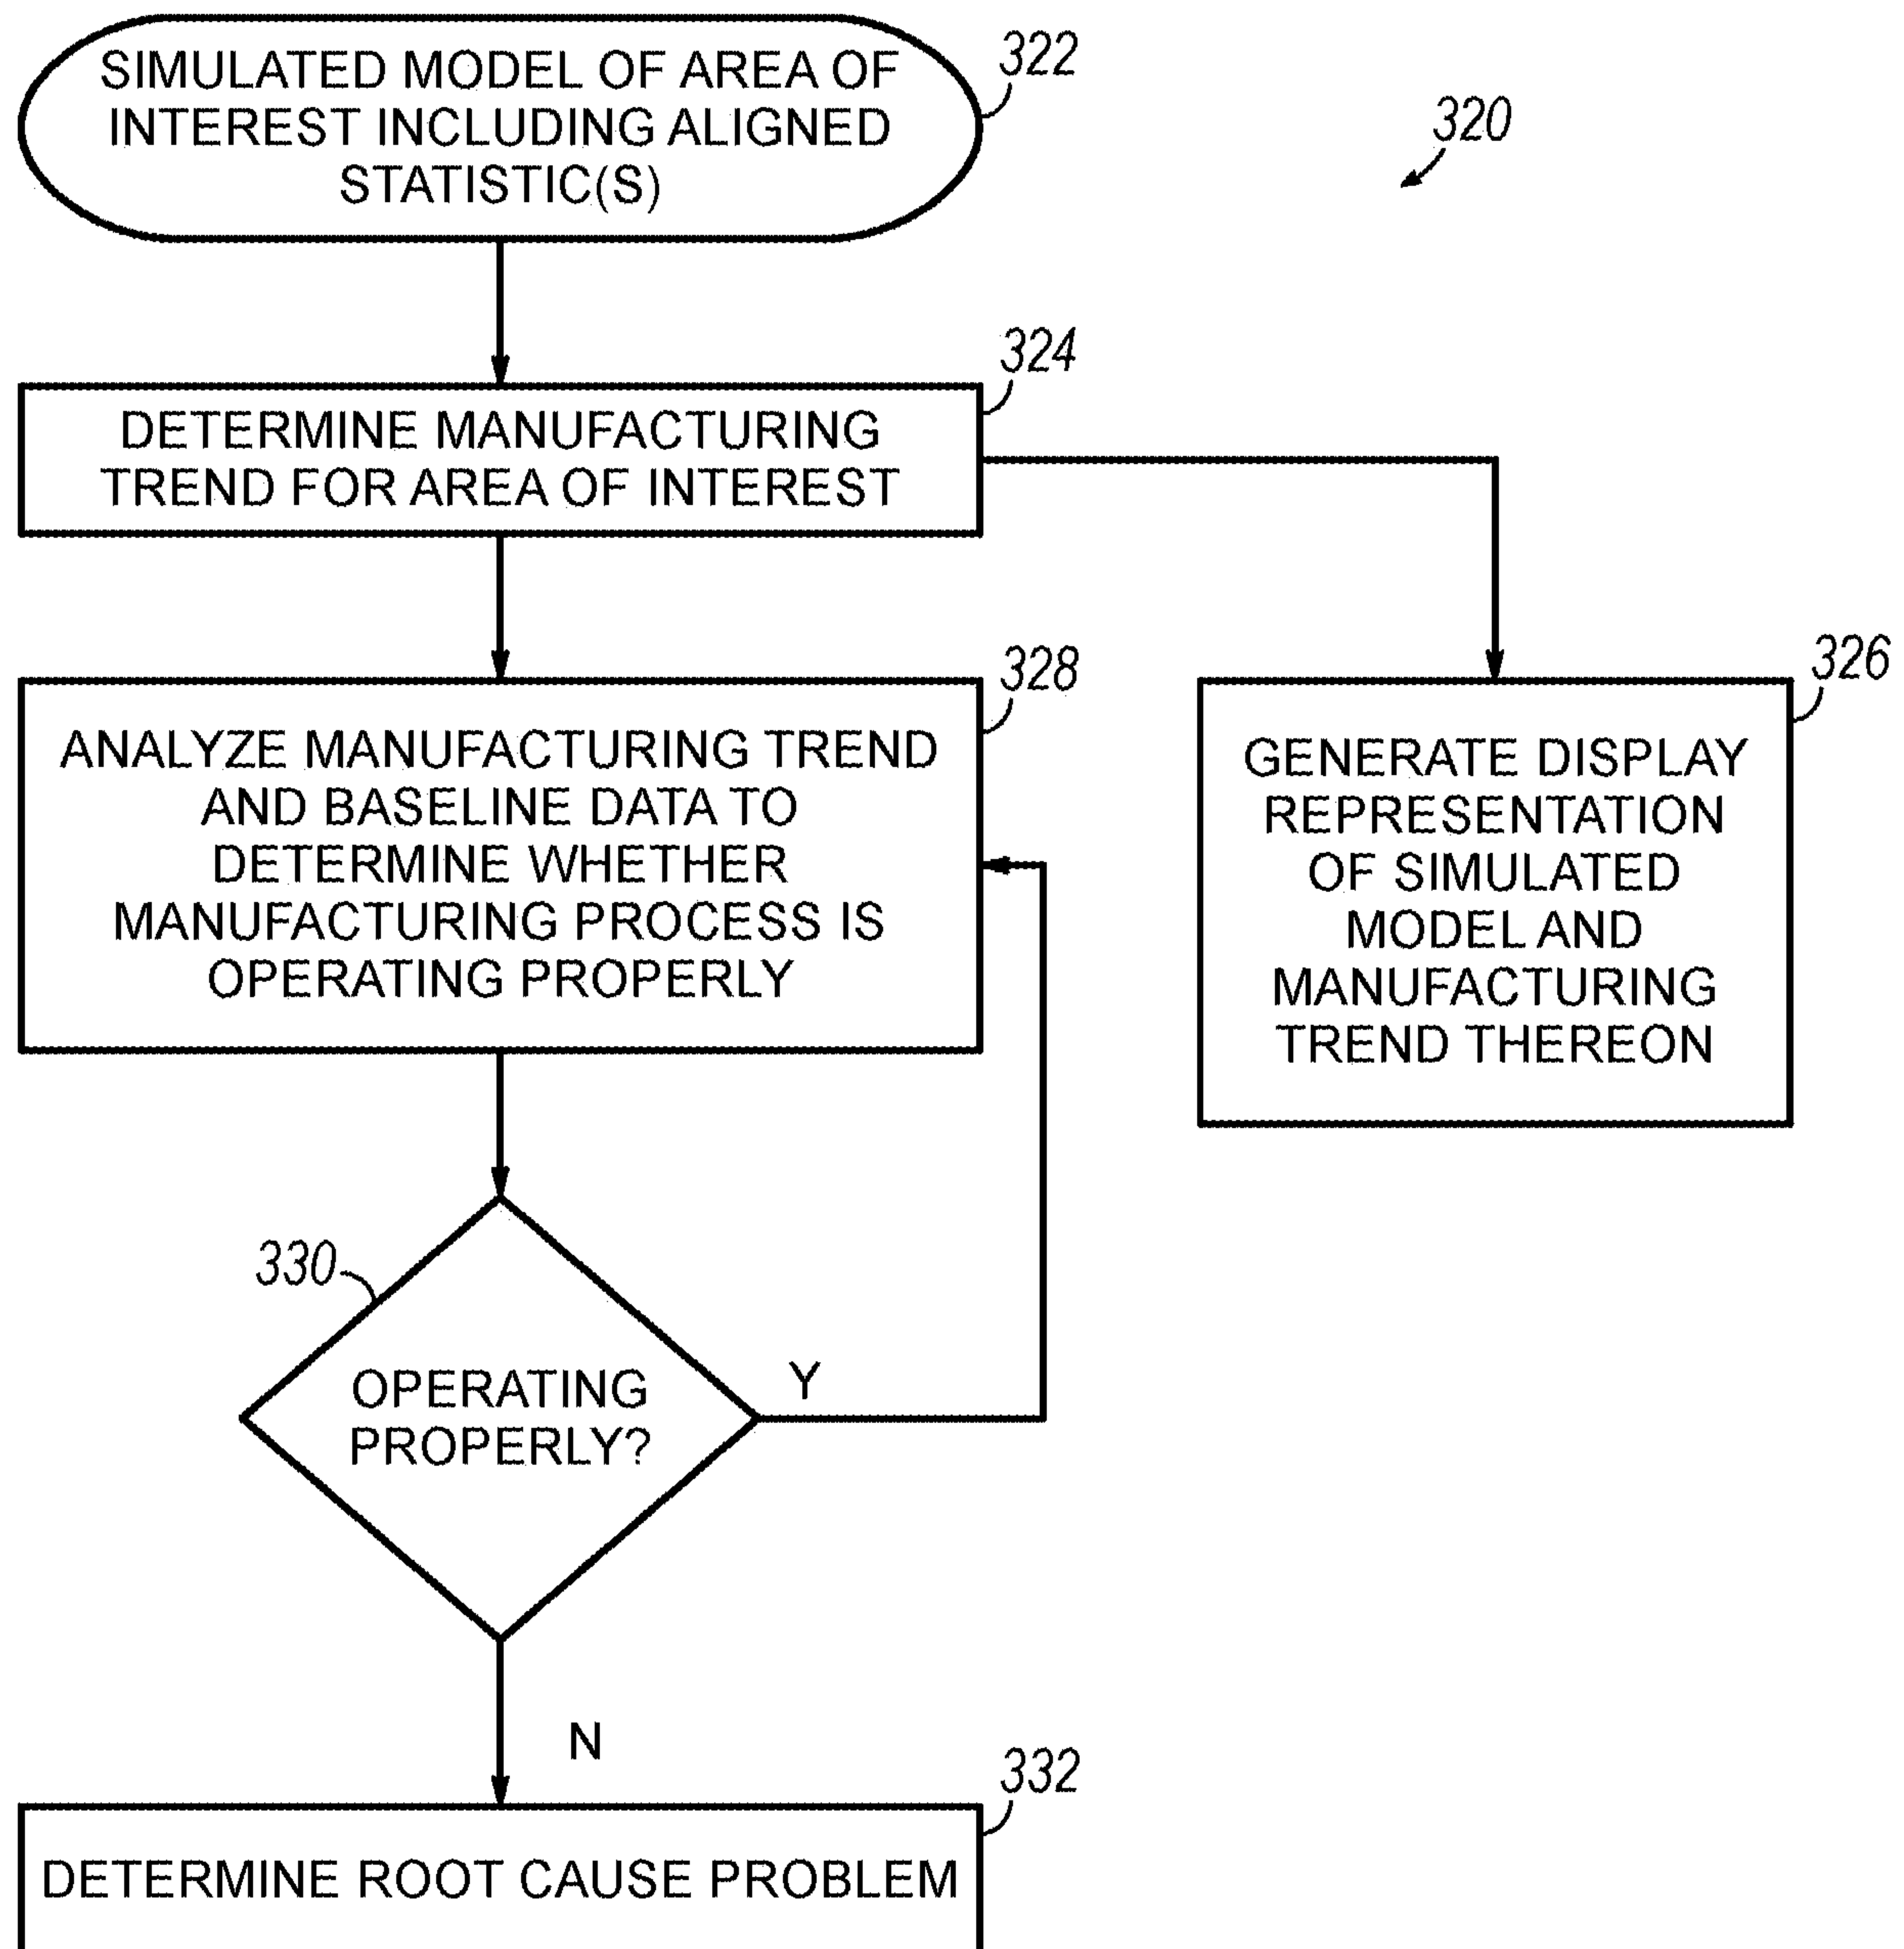 SIMULATED MODEL OF AREA OF
INTEREST INCLUDING ALIGNED
STATISTIC(S)
322
320
324
DETERMINE MANUFACTURING
TREND FOR AREA OF INTEREST
328
ANALYZE MANUFACTURING TREND
AND BASELINE DATA TO
DETERMINE WHETHER
MANUFACTURING PROCESS IS
OPERATING PROPERLY
326
GENERATE DISPLAY
REPRESENTATION
OF SIMULATED
MODEL AND
MANUFACTURING
TREND THEREON
330
OPERATING
PROPERLY?
Y
N
332
DETERMINE ROOT CAUSE PROBLEM